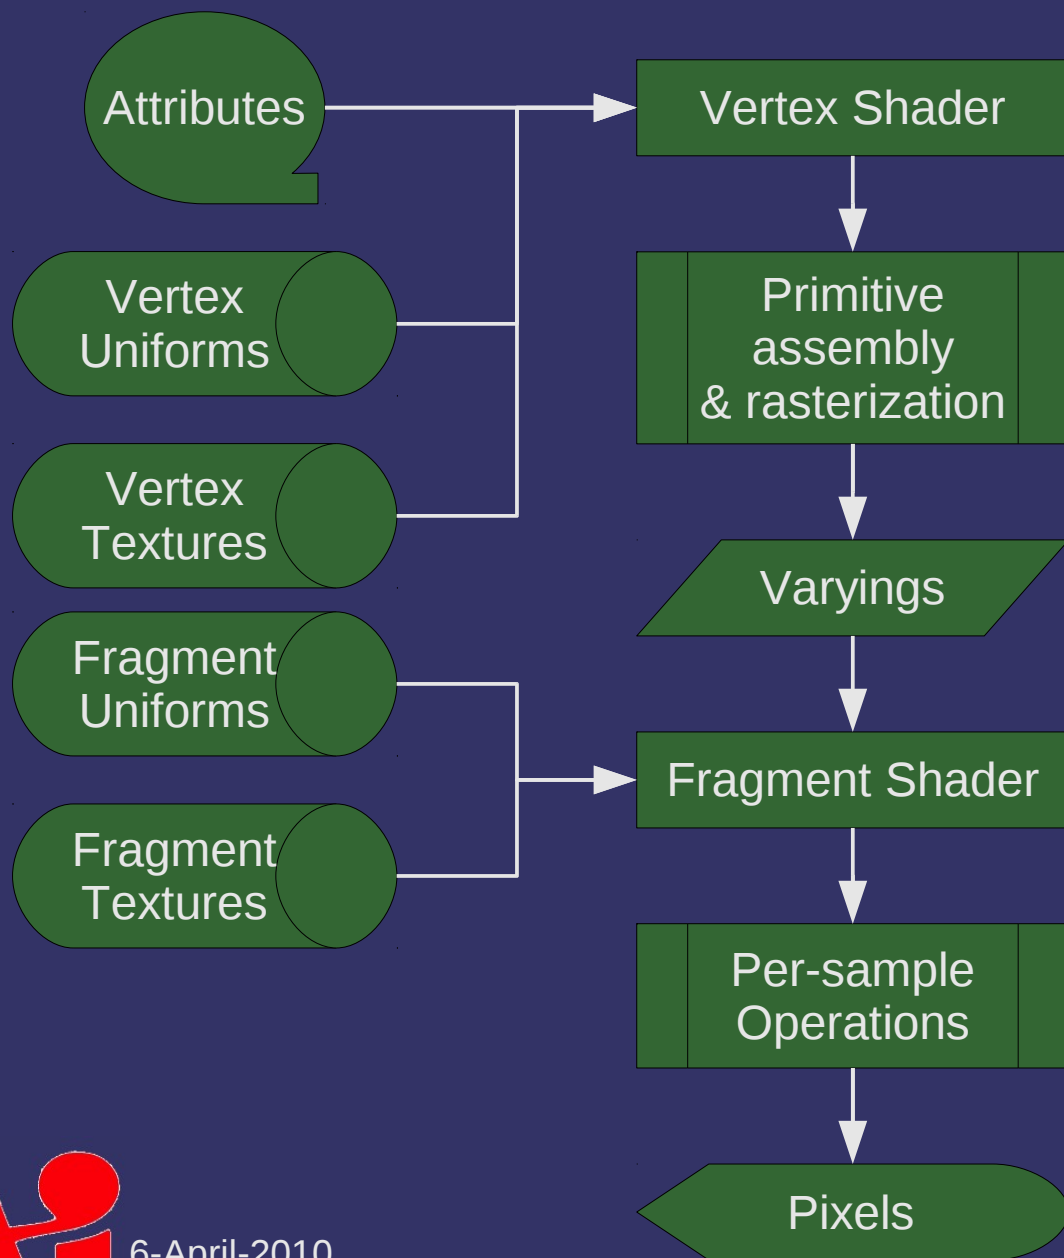 Attributes
Vertex Shader
Vertex
Uniforms
Primitive
assembly
& rasterization
Vertex
Textures
Varyings
Fragment
Uniforms
Fragment Shader
Fragment
Textures
Per-sample
Operations
Pixels
6-April-2010